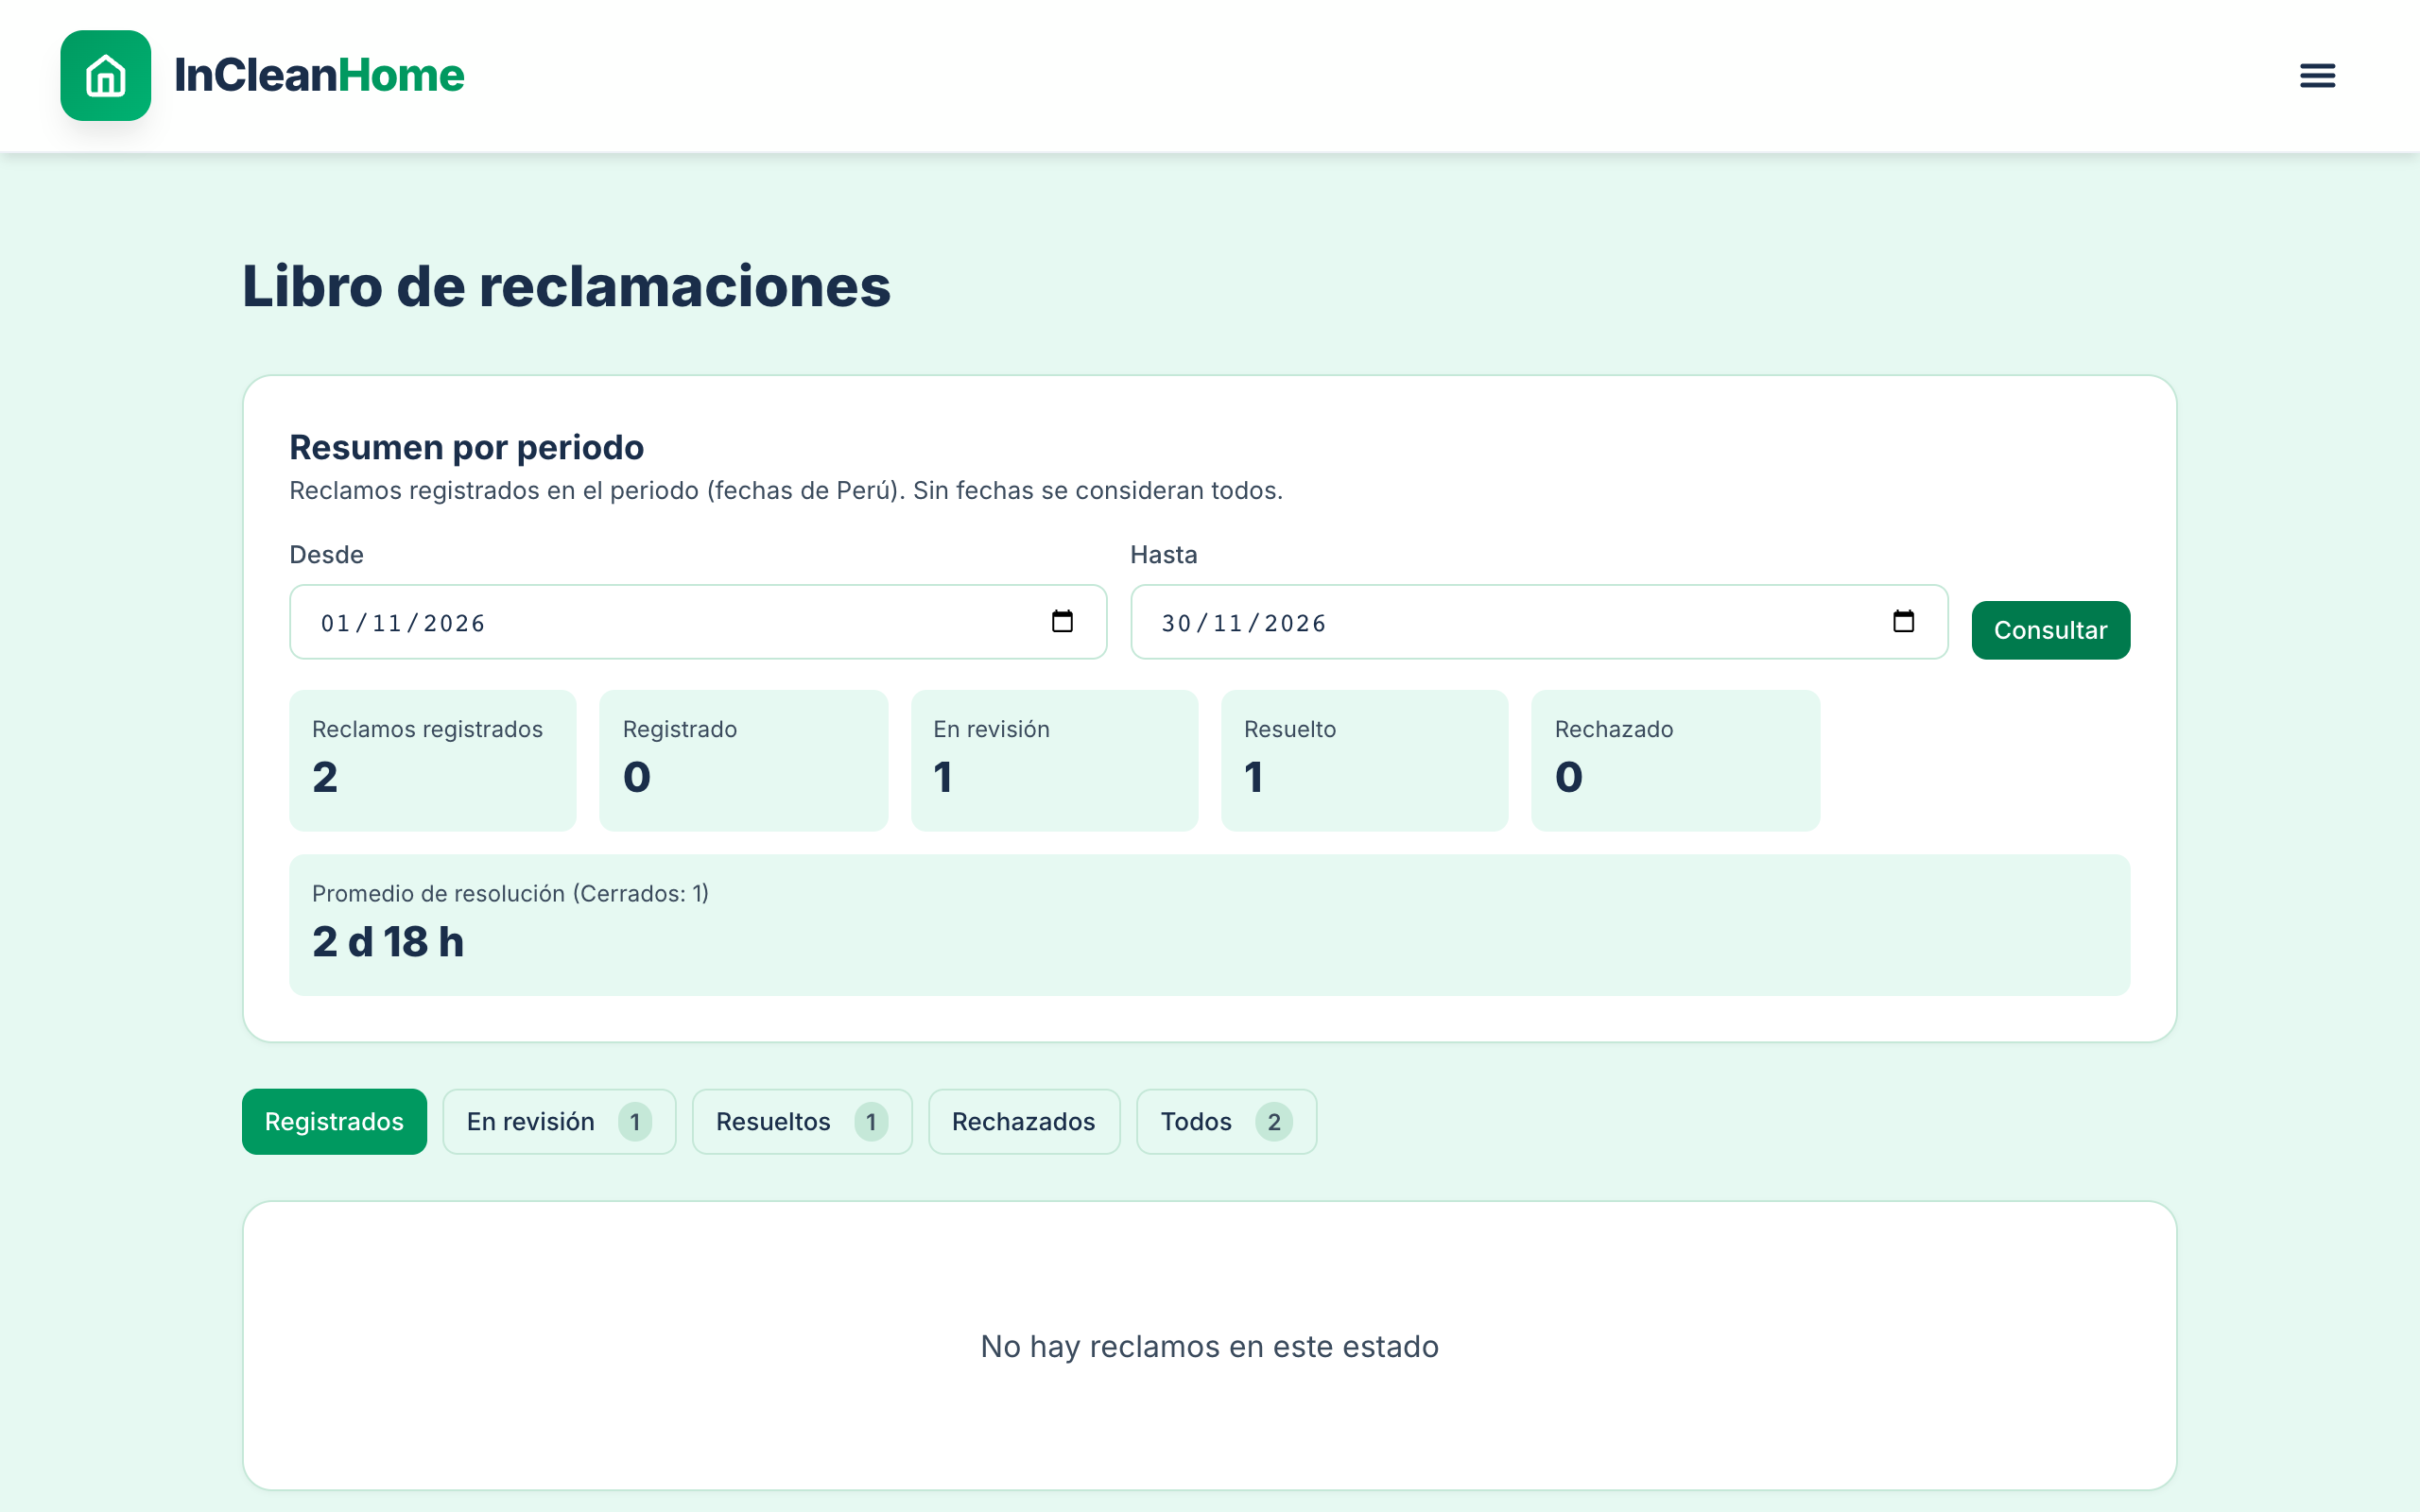 InCleanHome
Libro de reclamaciones
Resumen por periodo
Reclamos registrados en el periodo (fechas de Perú). Sin fechas se consideran todos.
Desde
Hasta
01/11/2026
30/11/2026
Consultar
Reclamos registrados
2
Registrado
0
En revisión
1
Resuelto
1
Rechazado
0
Promedio de resolución (Cerrados: 1)
2 d 18 h
Registrados
En revisión 1
Resueltos 1
Rechazados
Todos 2
No hay reclamos en este estado